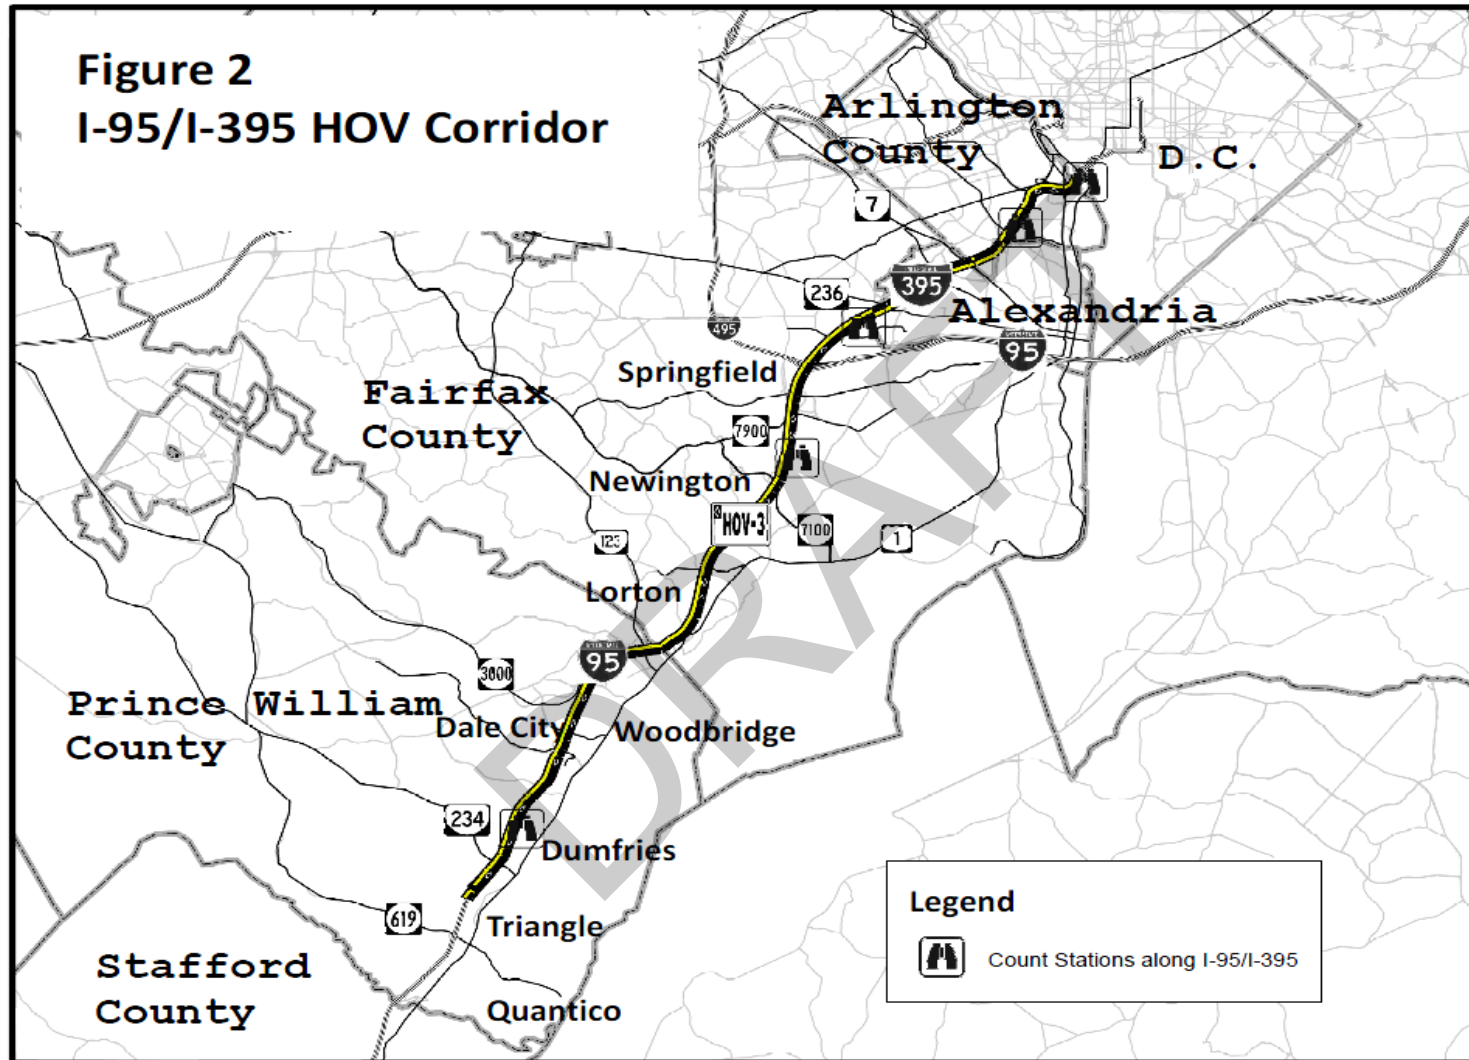 Figure 2
I-95/I-395 HOV Corridor
Arlington
County
D.C.
7
395
236
Alexandria
495
95
Springfield
Fairfax
County
7900
Newington
HOV-3
7100
1
123
Lorton
95
3000
Prince William
County
Dale City
Woodbridge
234
Dumfries
619
Triangle
Stafford
County
Quantico
Legend
Count Stations along I-95/I-395
DRAFT